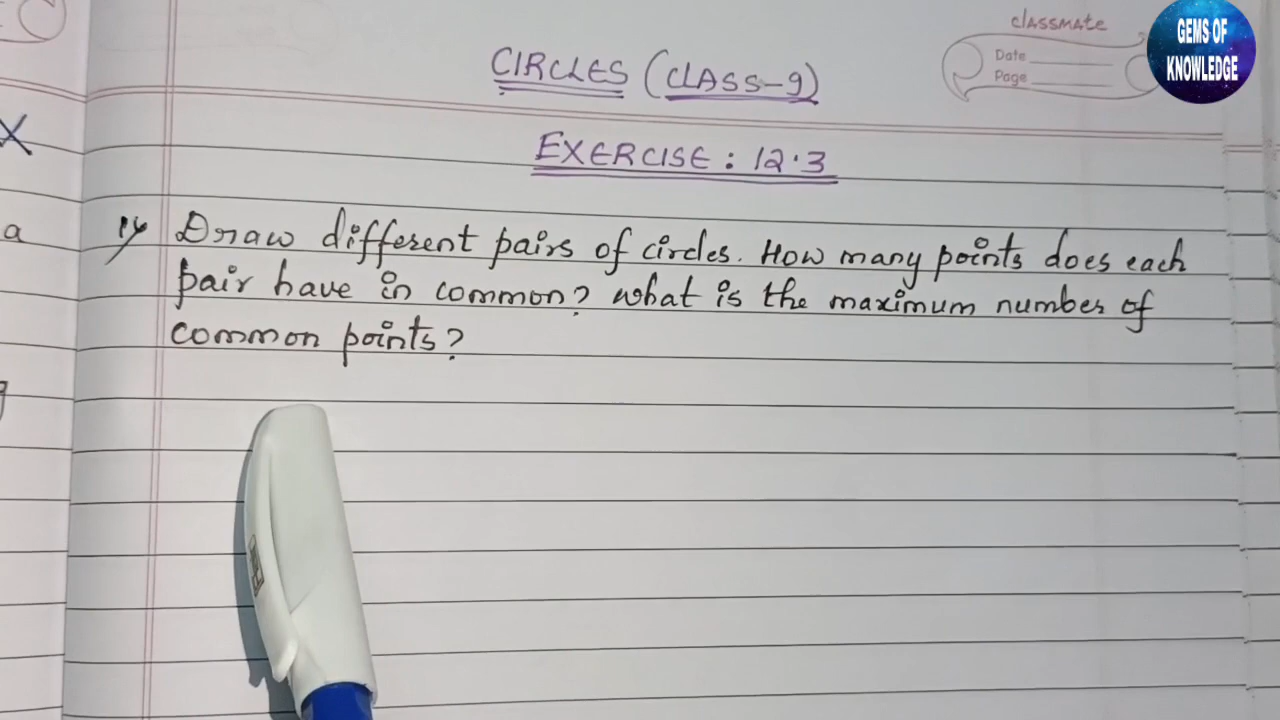 classmate
Date
Page
GEMS OF
KNOWLEDGE
CIRCLES (CLASS-9)
EXERCISE : 12.3
a
1) Draw different pairs of circles. How many points does each
pair have in common? What is the maximum number of
common points?